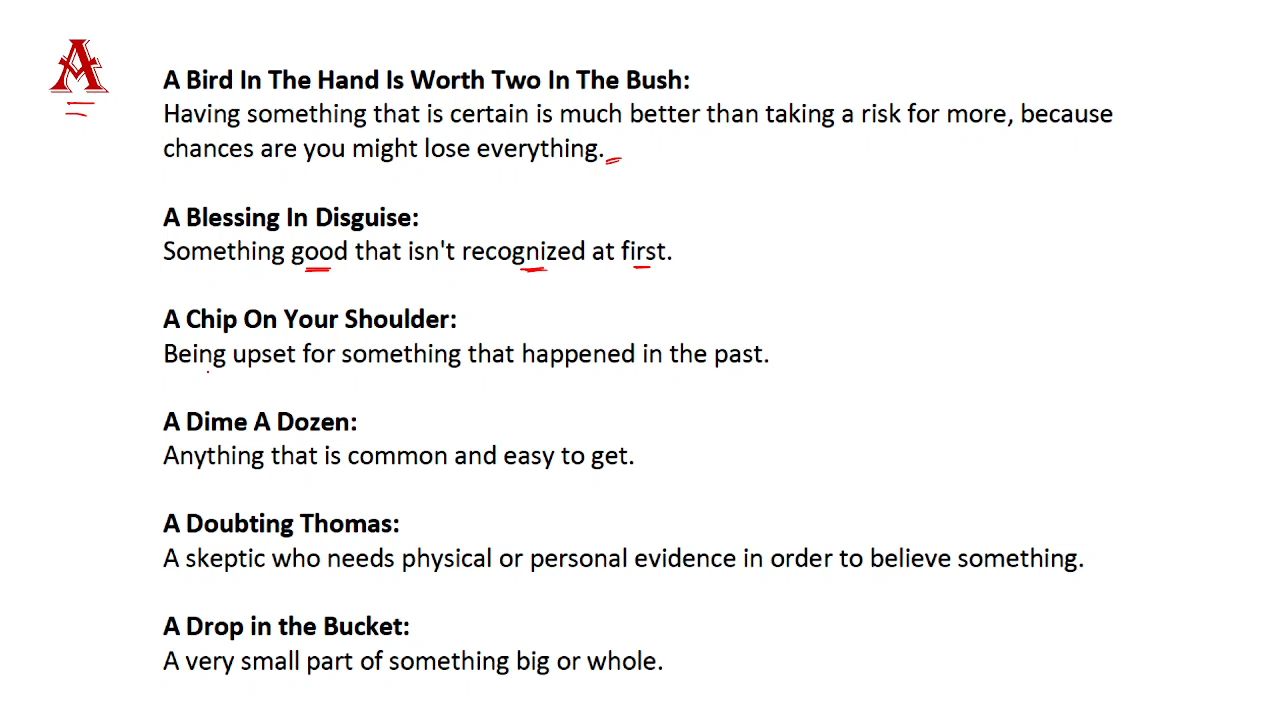 A
A Bird In The Hand Is Worth Two In The Bush:
Having something that is certain is much better than taking a risk for more, because
chances are you might lose everything.
A Blessing In Disguise:
Something good that isn't recognized at first.
A Chip On Your Shoulder:
Being upset for something that happened in the past.
A Dime A Dozen:
Anything that is common and easy to get.
A Doubting Thomas:
A skeptic who needs physical or personal evidence in order to believe something.
A Drop in the Bucket:
A very small part of something big or whole.